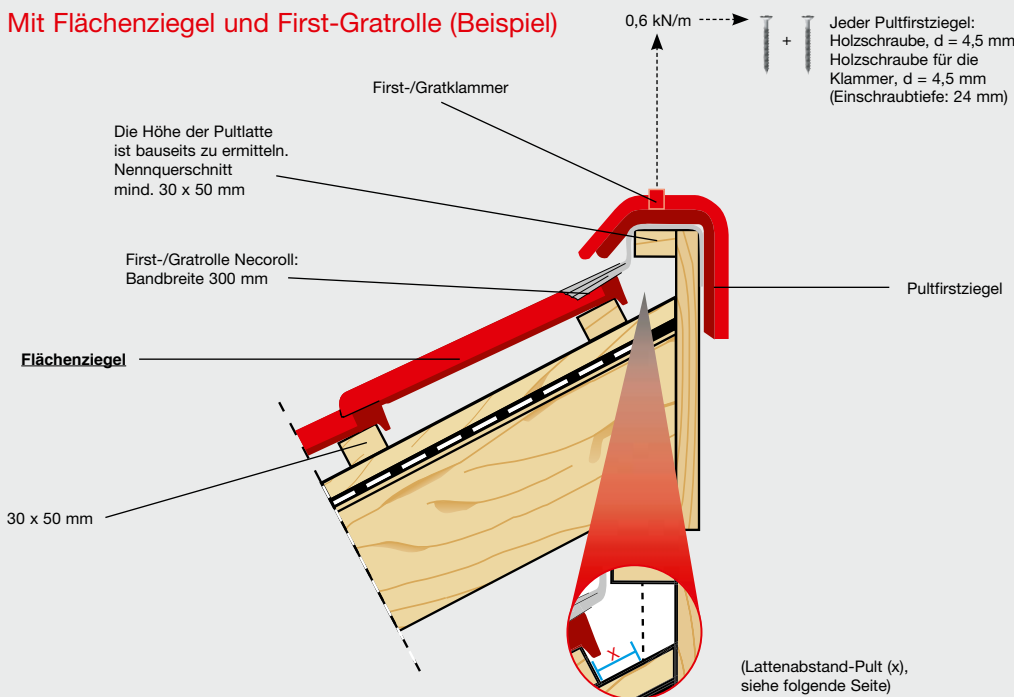 Mit Flächenziegel und First-Gratrolle (Beispiel)
0,6 kN/m
+
Jeder Pultfirstziegel:
Holzschraube, d = 4,5 mm
Holzschraube für die
Klammer, d = 4,5 mm
(Einschraubtiefe: 24 mm)
First-/Gratklammer
Die Höhe der Pultlatte
ist bauseits zu ermitteln.
Nennquerschnitt
mind. 30 x 50 mm
First-/Gratrolle Necoroll:
Bandbreite 300 mm
Pultfirstziegel
Flächenziegel
30 x 50 mm
x
(Lattenabstand-Pult (x),
siehe folgende Seite)